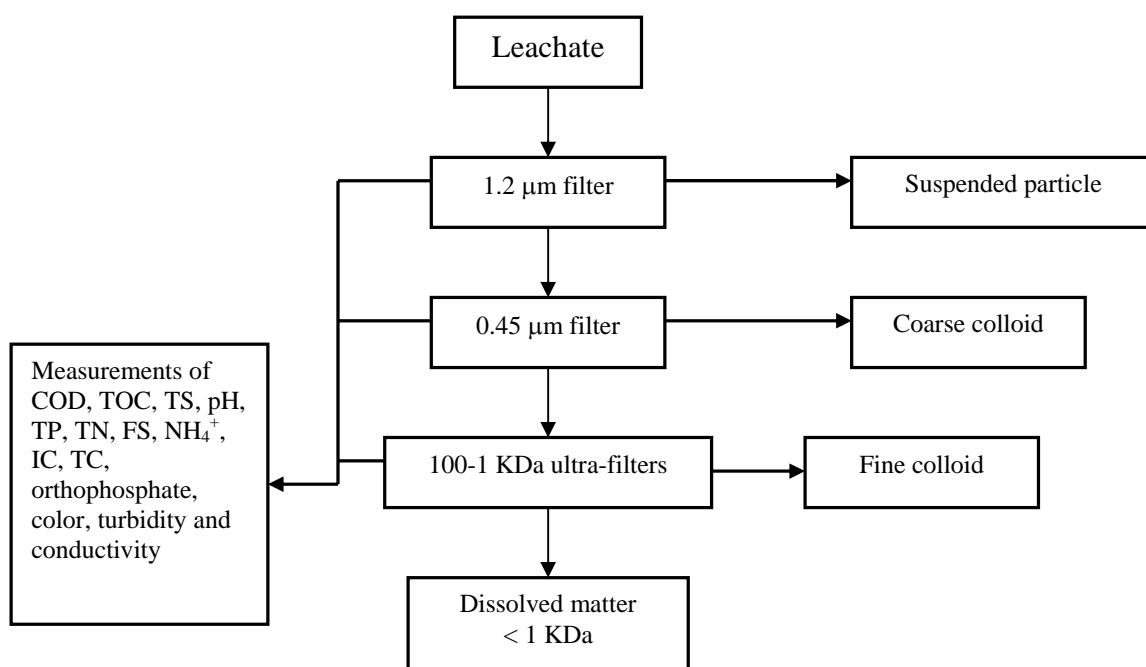 Leachate
1.2 μm filter
Suspended particle
0.45 μm filter
Coarse colloid
Measurements of
COD, TOC, TS, pH,
TP, TN, FS, NH₄⁺,
IC, TC,
orthophosphate,
color, turbidity and
conductivity
100-1 KDa ultra-filters
Fine colloid
Dissolved matter
< 1 KDa